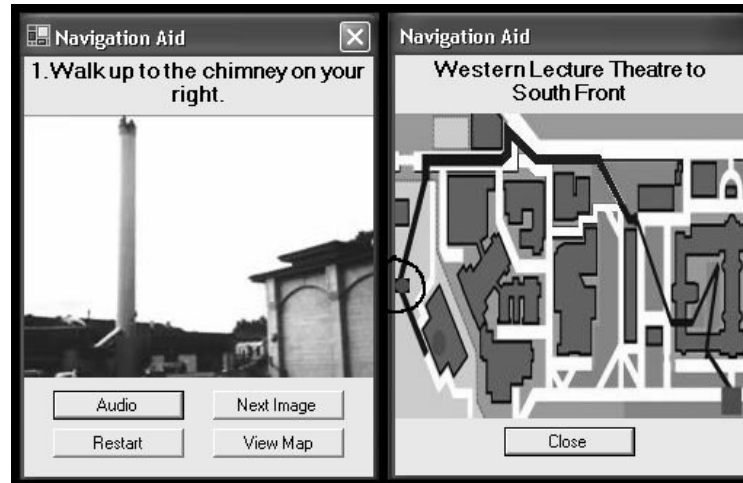 Navigation Aid
1.Walk up to the chimney on your
right.
Audio
Next Image
Restart
View Map
Navigation Aid
Western Lecture Theatre to
South Front
Close